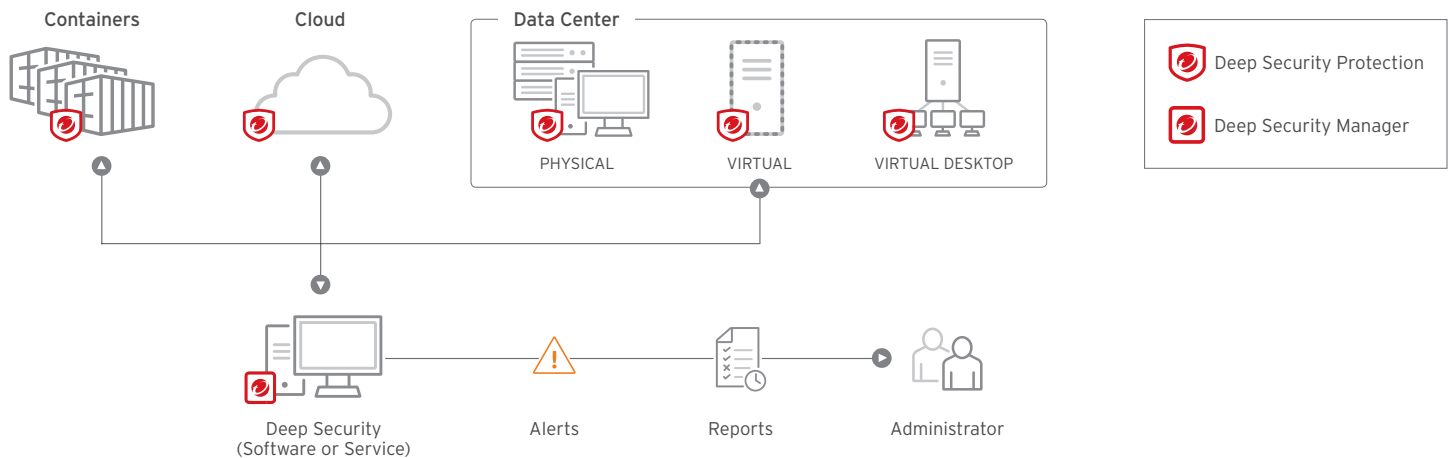 Containers
Cloud
Data Center
PHYSICAL
VIRTUAL
VIRTUAL DESKTOP
Deep Security Protection
Deep Security Manager
Deep Security
(Software or Service)
Alerts
Reports
Administrator